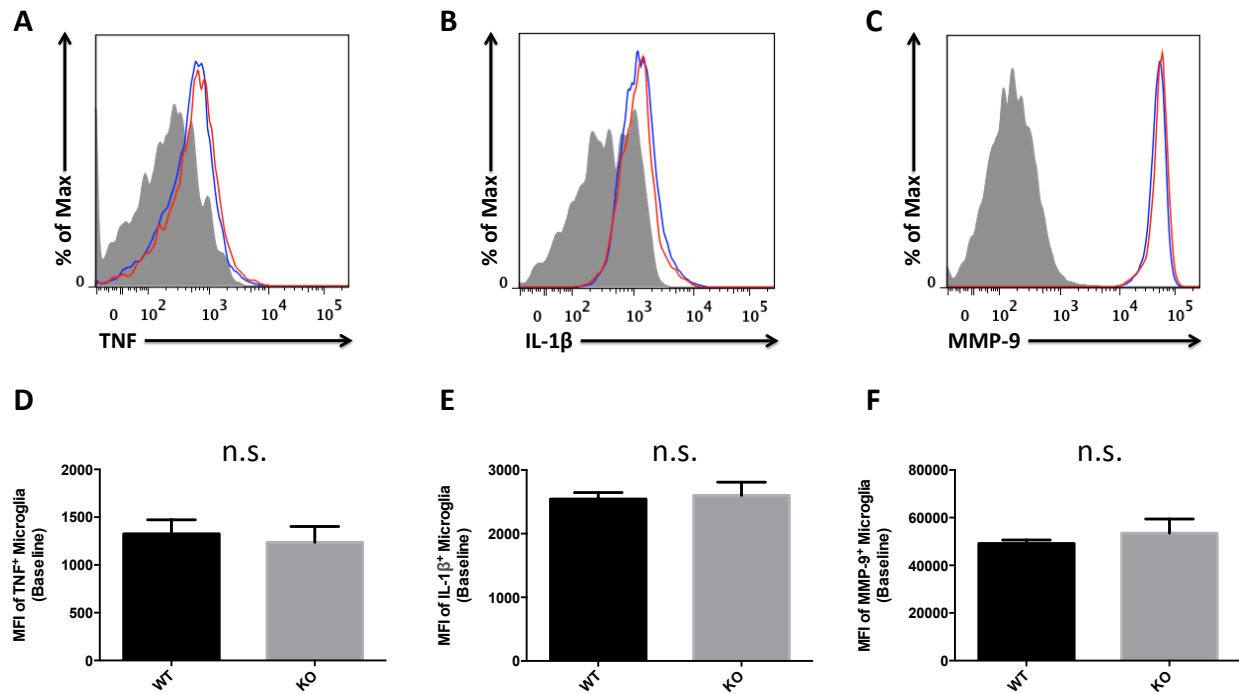 A
B
C
% of Max
0
0 10² 10³ 10⁴ 10⁵
TNF
% of Max
0
0 10² 10³ 10⁴ 10⁵
IL-1β
% of Max
0
0 10² 10³ 10⁴ 10⁵
MMP-9
D
E
F
n.s.
MFI of TNF⁺ Microglia
(Baseline)
2000
1500
1000
500
0
WT KO
n.s.
MFI of IL-1β⁺ Microglia
(Baseline)
3000
2000
1000
0
WT KO
n.s.
MFI of MMP-9⁺ Microglia
(Baseline)
80000
60000
40000
20000
0
WT KO